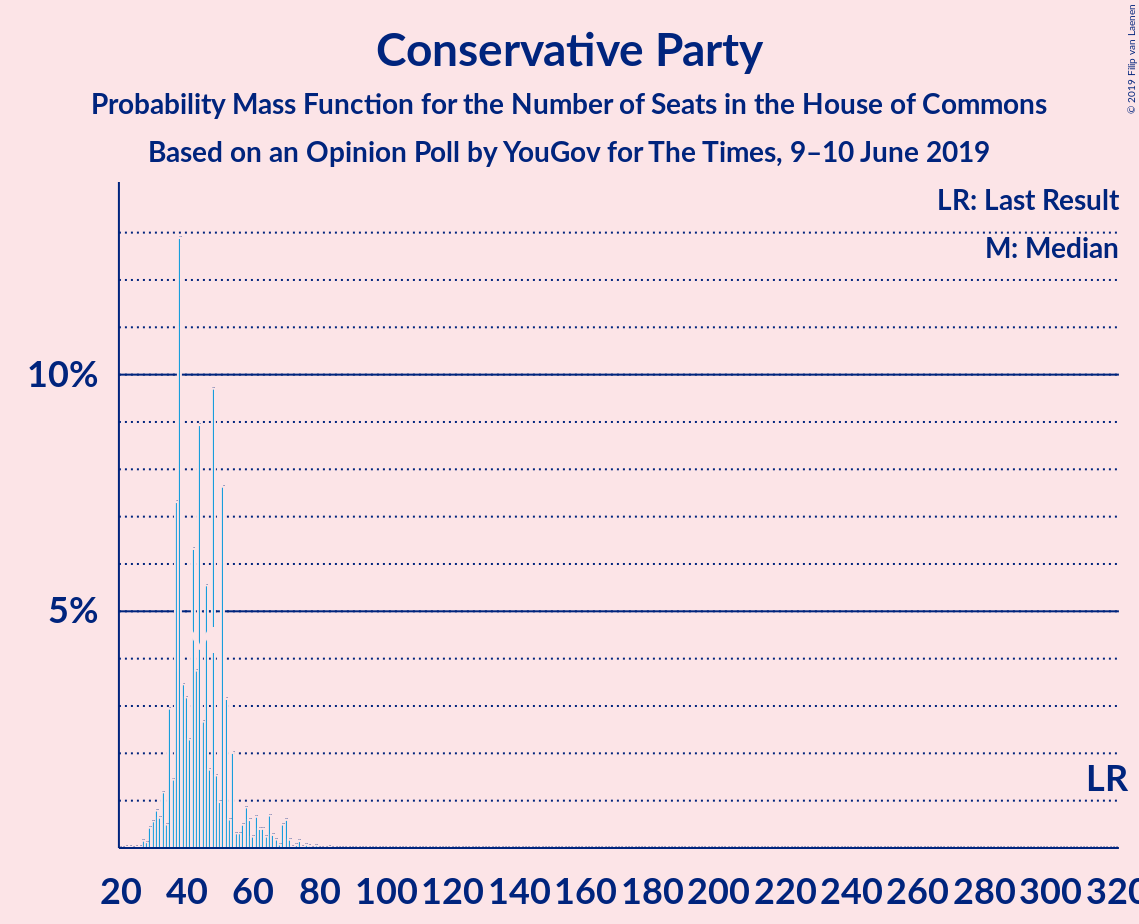 Conservative Party
Probability Mass Function for the Number of Seats in the House of Commons
Based on an Opinion Poll by YouGov for The Times, 9–10 June 2019
© 2019 Filip van Laenen
LR: Last Result
M: Median
10%
5%
LR
20 40 60 80 100 120 140 160 180 200 220 240 260 280 300 320